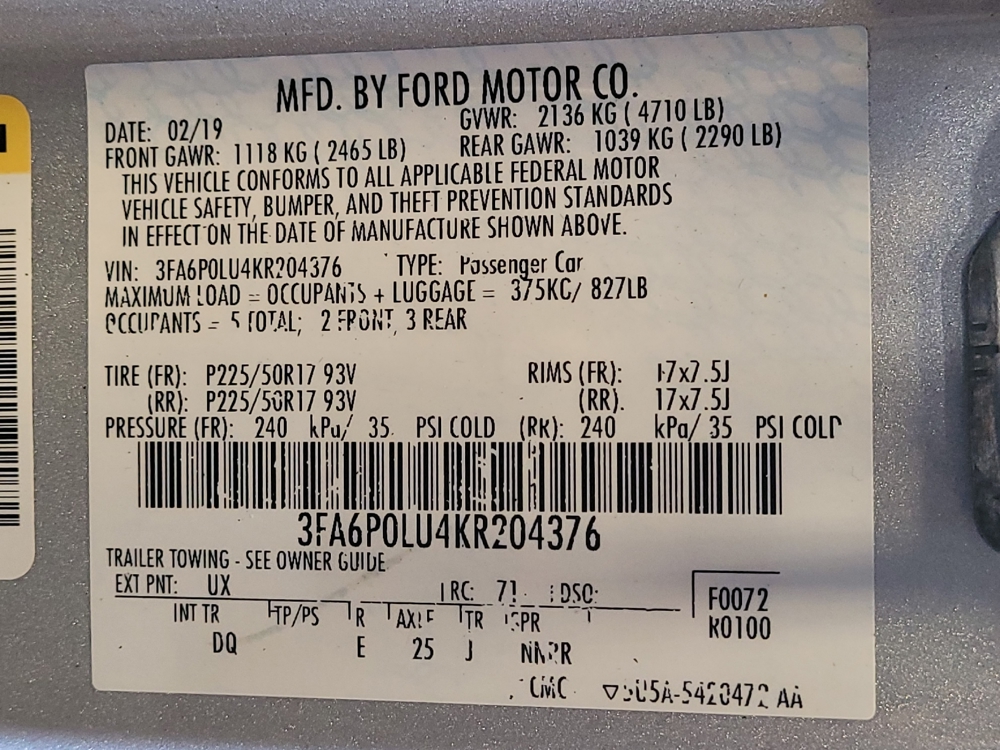 MFD. BY FORD MOTOR CO.
DATE: 02/19 GVWR: 2136 KG ( 4710 LB)
FRONT GAWR: 1118 KG ( 2465 LB) REAR GAWR: 1039 KG ( 2290 LB)
THIS VEHICLE CONFORMS TO ALL APPLICABLE FEDERAL MOTOR
VEHICLE SAFETY, BUMPER, AND THEFT PREVENTION STANDARDS
IN EFFECT ON THE DATE OF MANUFACTURE SHOWN ABOVE.
VIN: 3FA6P0LU4KR204376 TYPE: Passenger Car
MAXIMUM LOAD = OCCUPANTS + LUGGAGE = 375KG/ 827LB
OCCUPANTS = 5 TOTAL; 2 FRONT, 3 REAR
TIRE (FR): P225/50R17 93V RIMS (FR): 17x7.5J
(RR): P225/50R17 93V (RR): 17x7.5J
PRESSURE (FR): 240 kPa/ 35 PSI COLD (RR): 240 kPa/ 35 PSI COLD
3FA6P0LU4KR204376
TRAILER TOWING - SEE OWNER GUIDE
EXT PNT: UX RC: 71 DSO: F0072
INT TR TP/PS R AXLE TR SPR R0100
DQ E 25 J
CMC AA